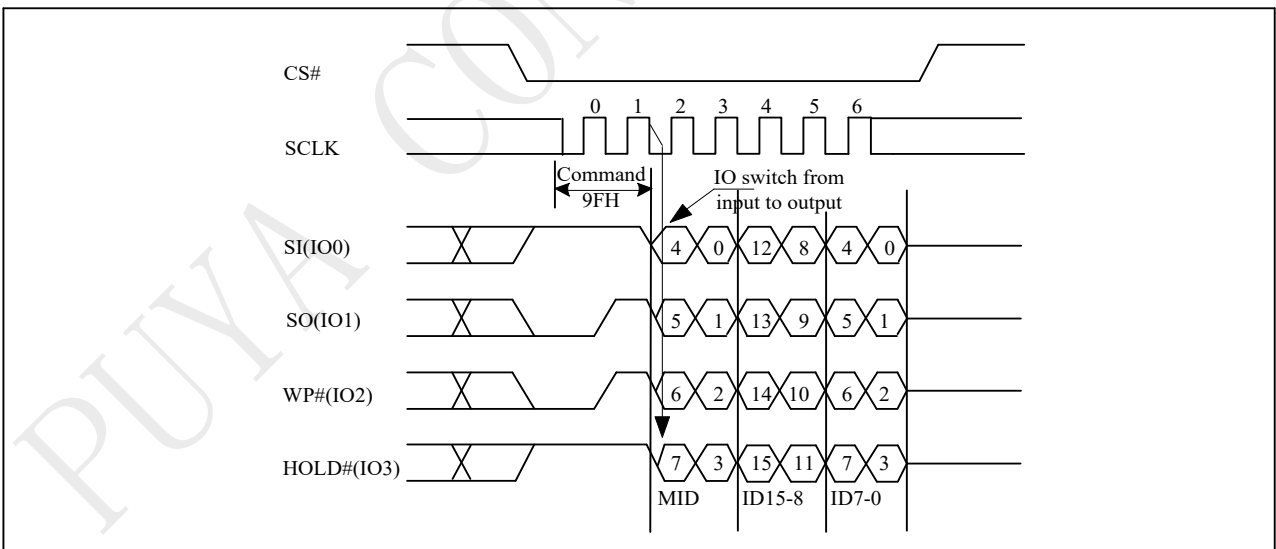 CS#
0 1 2 3 4 5 6
SCLK
Command
9FH
IO switch from
input to output
SI(IO0)
4 0 12 8 4 0
SO(IO1)
5 1 13 9 5 1
WP#(IO2)
6 2 14 10 6 2
HOLD#(IO3)
7 3 15 11 7 3
MID ID15-8 ID7-0
PUYA CON